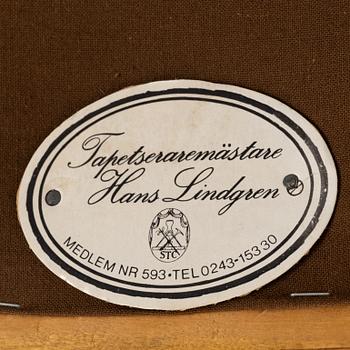 Tapetseraremästare
Hans Lindgren
STC
MEDLEM NR 593 • TEL 0243-153 30